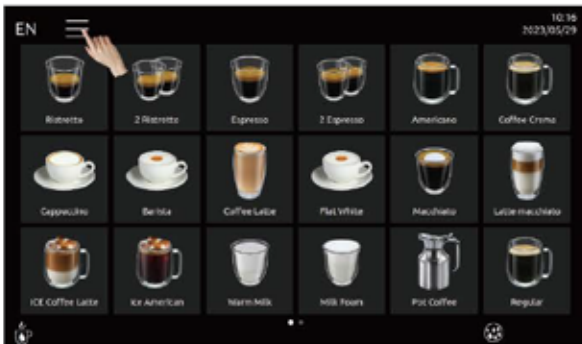 EN
10:16
2023/05/29
Ristretto
2 Ristretto
Espresso
2 Espresso
Americano
Coffee Crema
Cappuccino
Barista
Coffee Latte
Flat White
Macchiato
Latte macchiato
ICE Coffee Latte
Ice American
Warm Milk
Milk Foam
Pot Coffee
Regular